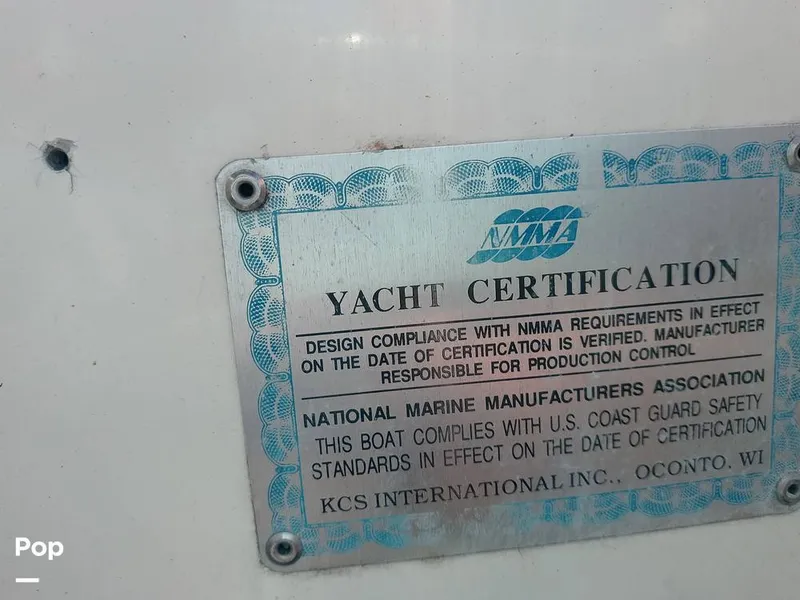 NMMA
YACHT CERTIFICATION
DESIGN COMPLIANCE WITH NMMA REQUIREMENTS IN EFFECT
ON THE DATE OF CERTIFICATION IS VERIFIED. MANUFACTURER
RESPONSIBLE FOR PRODUCTION CONTROL
NATIONAL MARINE MANUFACTURERS ASSOCIATION
THIS BOAT COMPLIES WITH U.S. COAST GUARD SAFETY
STANDARDS IN EFFECT ON THE DATE OF CERTIFICATION
KCS INTERNATIONAL INC., OCONTO, WI
Pop